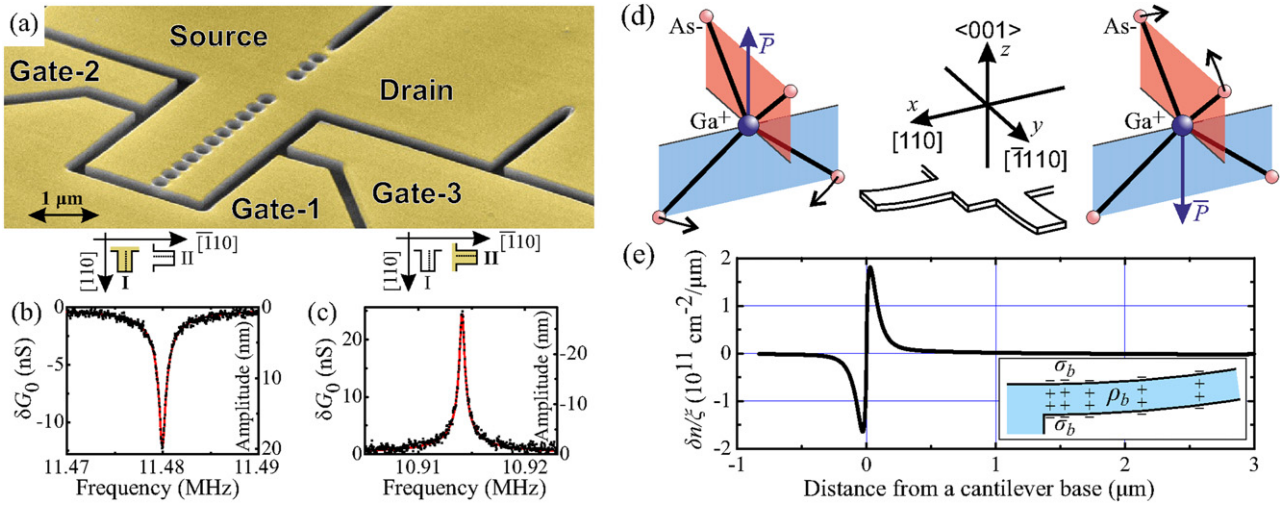 (a)
Source
Gate-2
Drain
Gate-3
Gate-1
1 μm
[1̅10]
[110]
I
II
[1̅10]
[110]
I
II
(b)
δG0 (nS)
0
-5
-10
Amplitude (nm)
0
10
20
11.47 11.48 11.49
Frequency (MHz)
(c)
δG0 (nS)
20
10
0
Amplitude (nm)
-20
-10
0
10.91 10.92
Frequency (MHz)
(d)
As-
P̅
Ga+
<001>
z
x
[110]
y
[1̅110]
As-
Ga+
P̅
(e)
δn/ξ (10^11 cm^-2/μm)
2
1
0
-1
-2
-1 0 1 2 3
Distance from a cantilever base (μm)
σb
ρb
σb